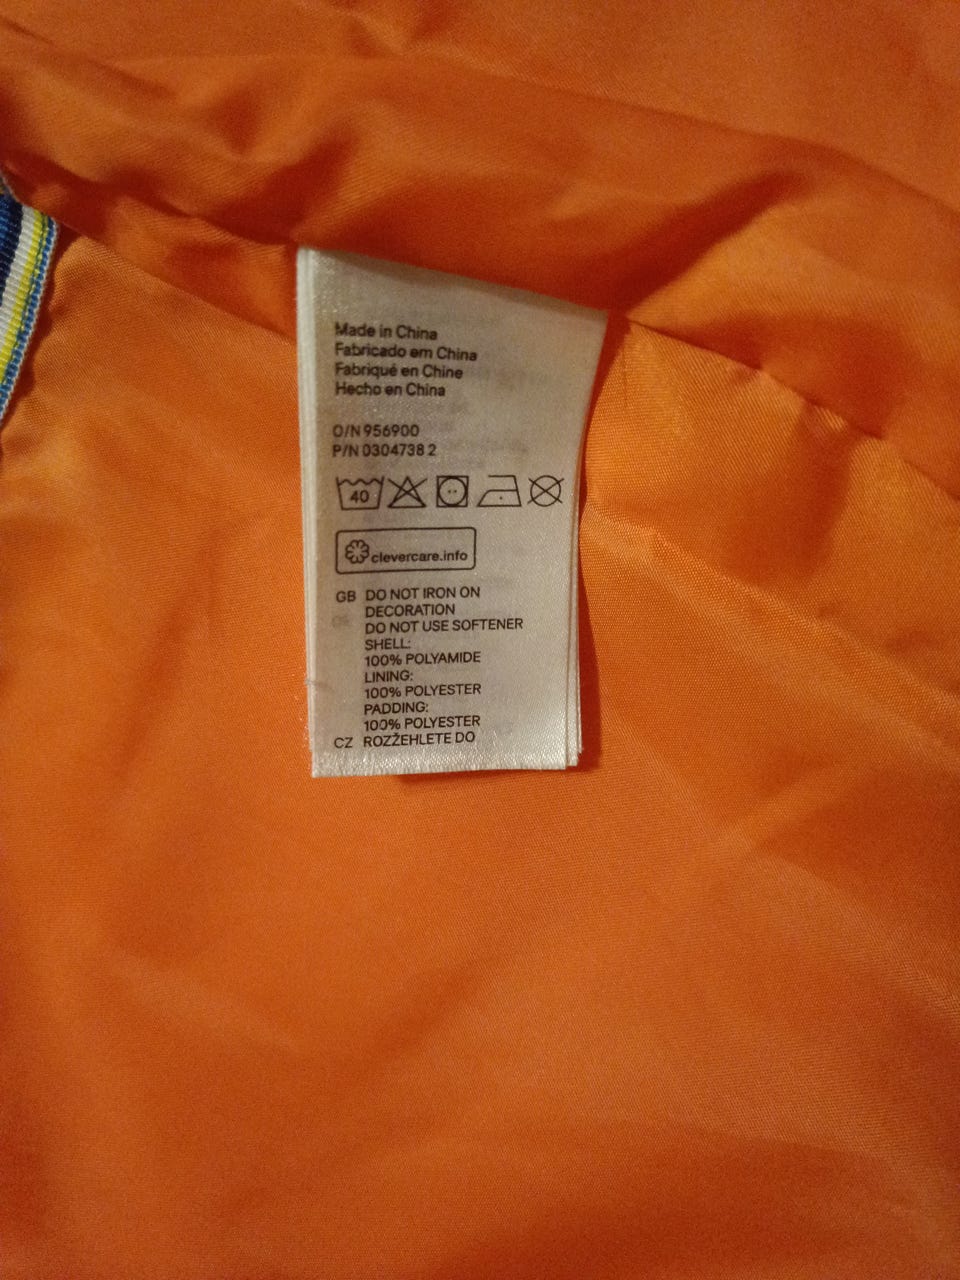 Made in China
Fabricado em China
Fabriqué en Chine
Hecho en China
O/N 956900
P/N 0304738 2
40
clevercare.info
GB DO NOT IRON ON
DECORATION
DO NOT USE SOFTENER
SHELL:
100% POLYAMIDE
LINING:
100% POLYESTER
PADDING:
100% POLYESTER
CZ ROZŽEHLETE DO